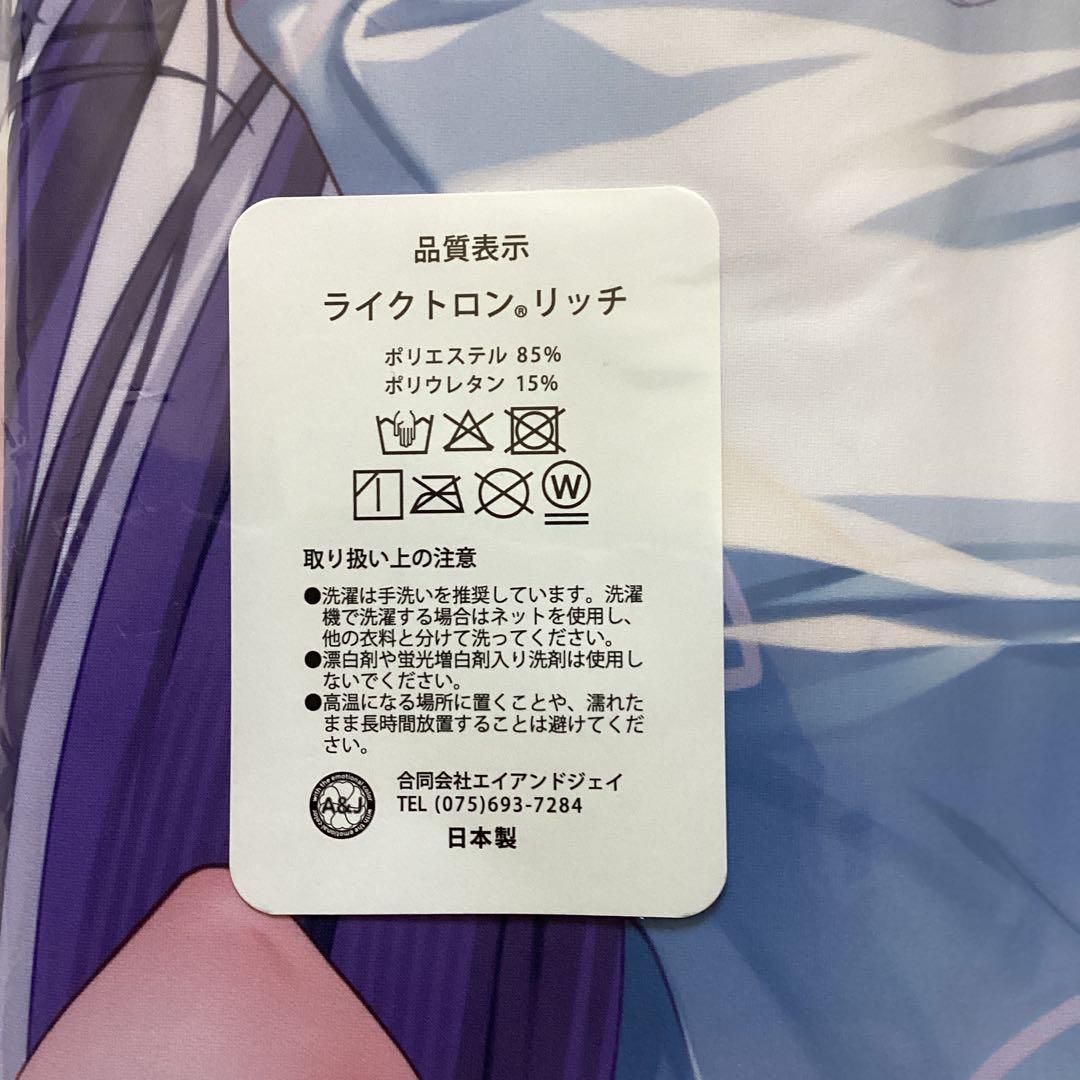 品質表示
ライクトロン®リッチ
ポリエステル 85%
ポリウレタン 15%
W
取り扱い上の注意
●洗濯は手洗いを推奨しています。洗濯
機で洗濯する場合はネットを使用し、
他の衣料と分けて洗ってください。
●漂白剤や蛍光増白剤入り洗剤は使用し
ないでください。
●高温になる場所に置くことや、濡れた
まま長時間放置することは避けてくだ
さい。
with the emotional color
A&J
with the emotional color
合同会社エイアンドジェイ
TEL (075)693-7284
日本製